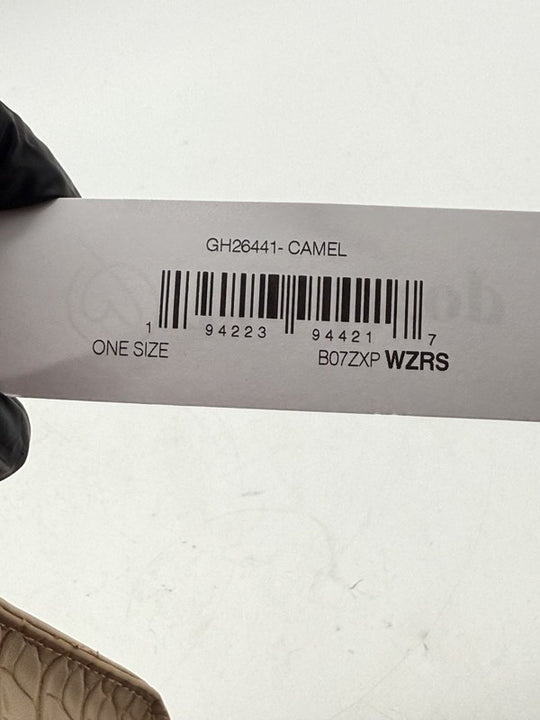 GH26441- CAMEL
1 94223 94421 7
ONE SIZE
B07ZXP WZRS